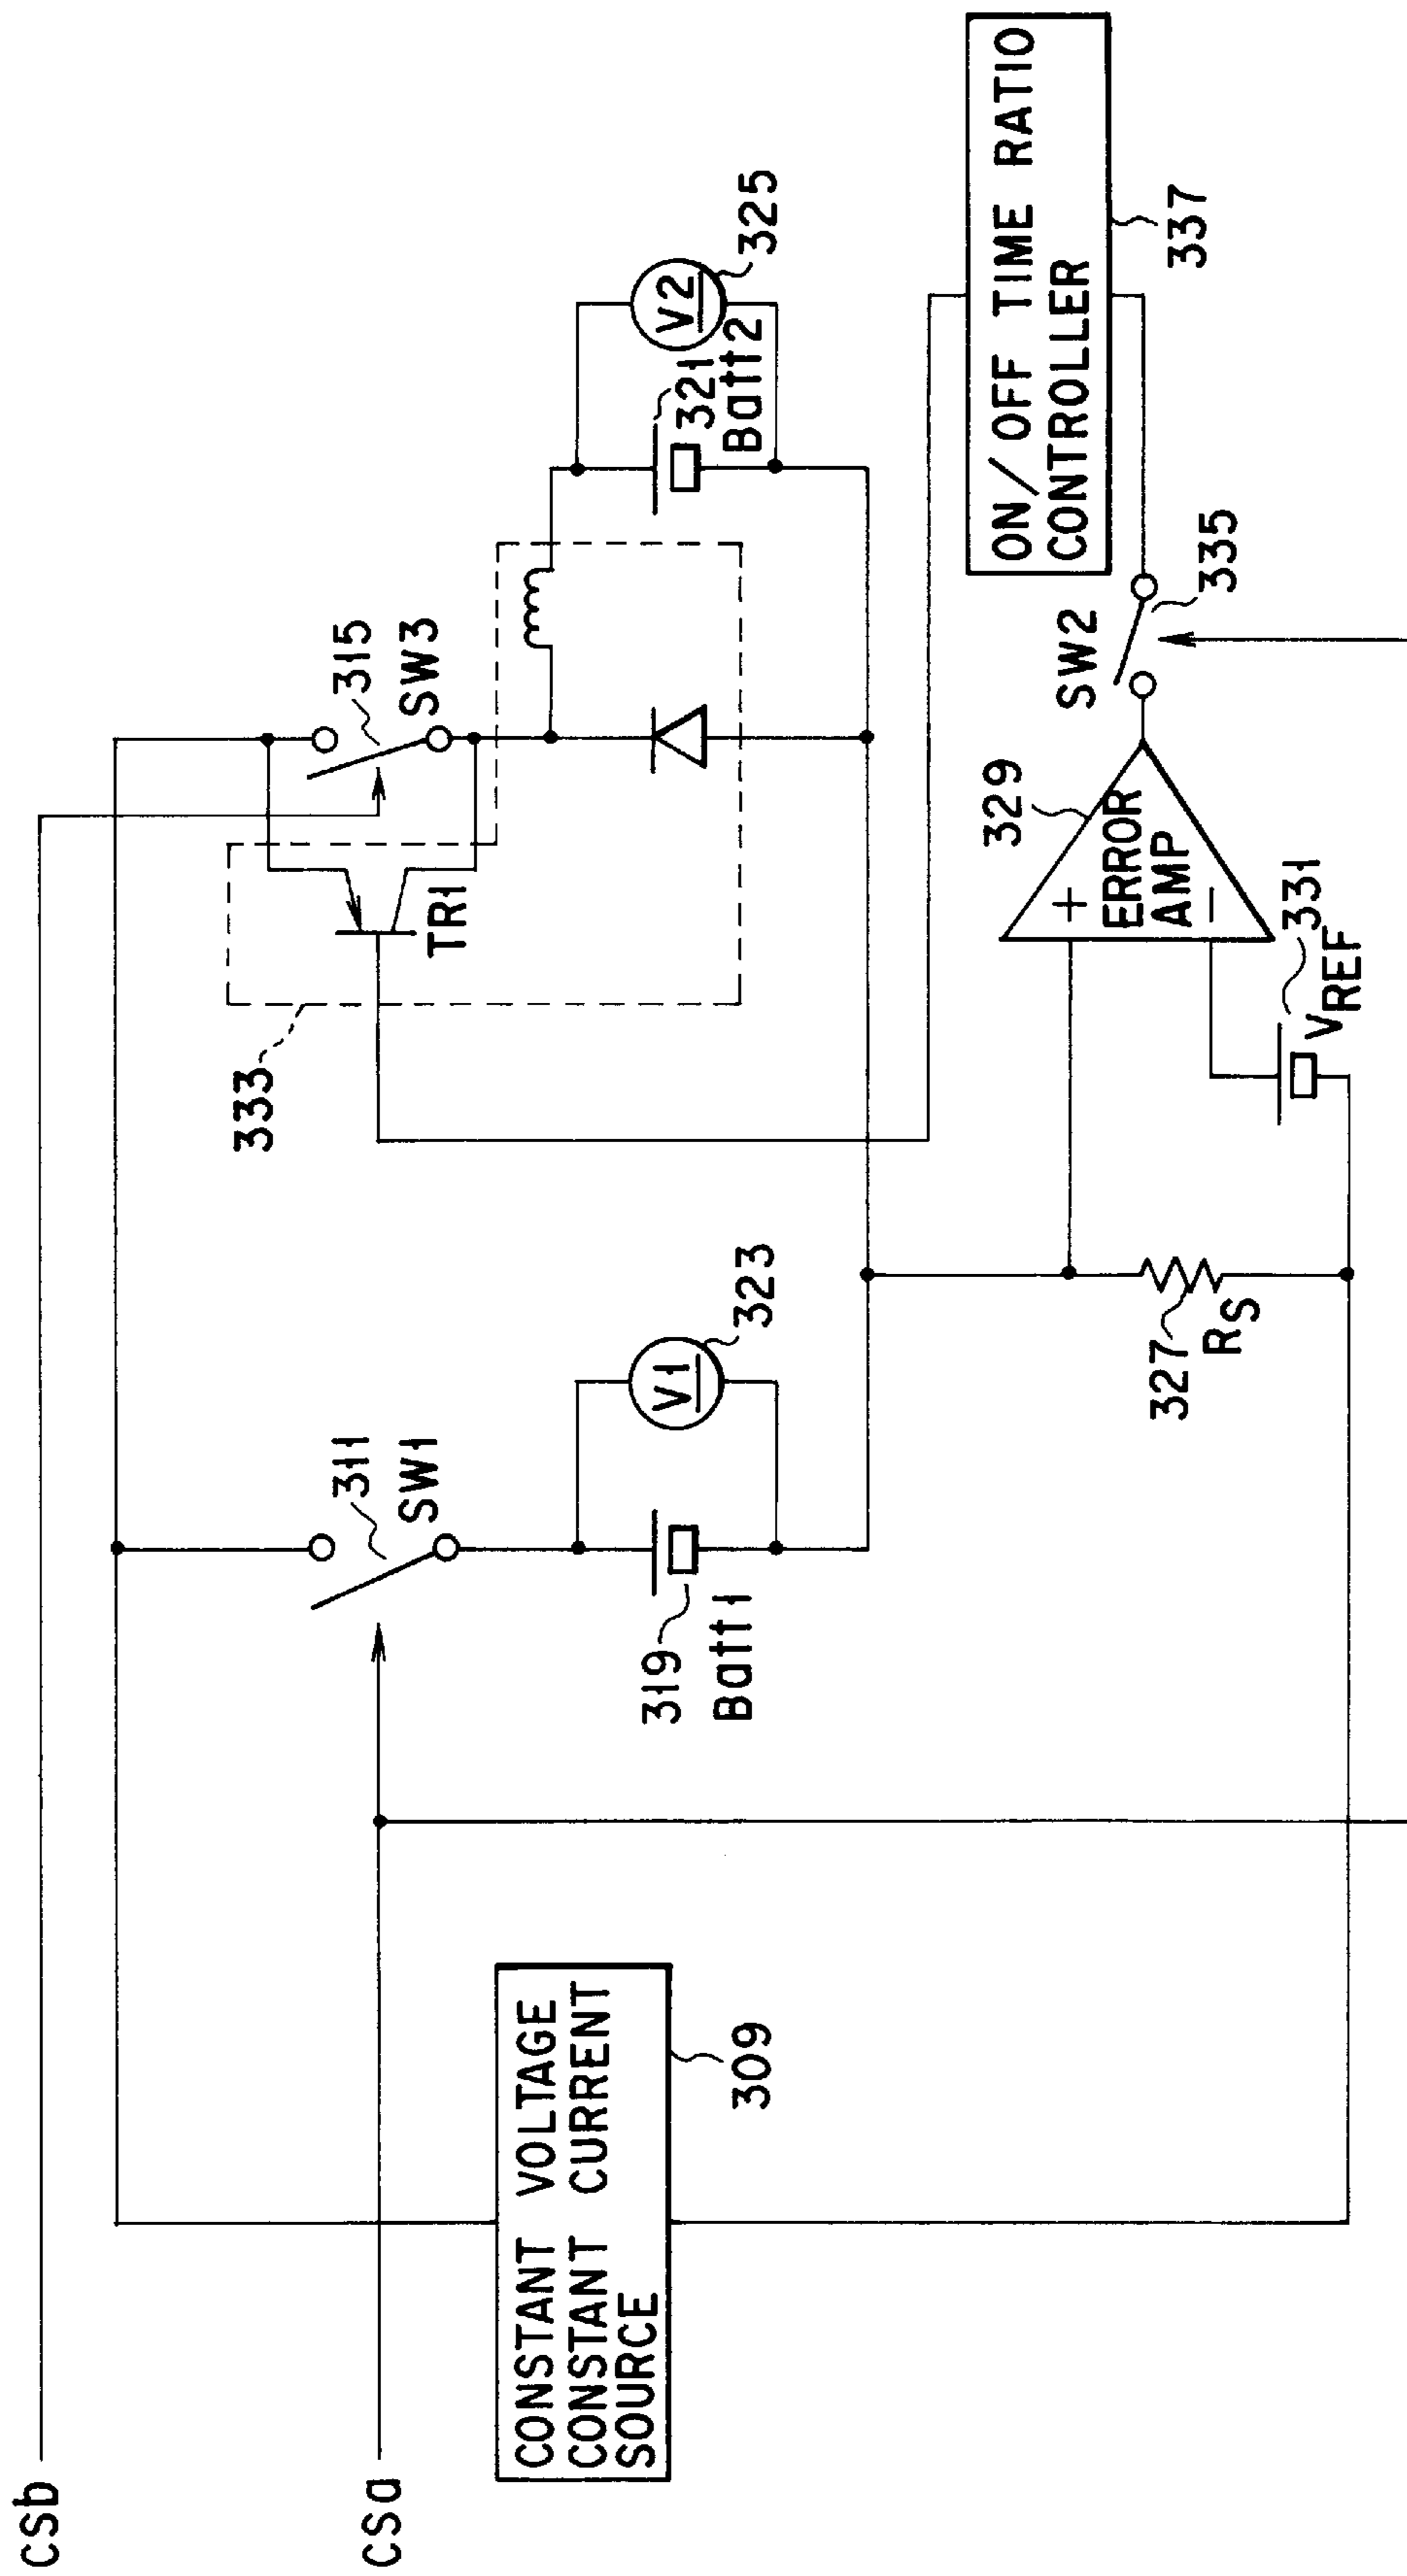 CSb
CSa
CONSTANT VOLTAGE
CONSTANT CURRENT
SOURCE
309
311
SW1
319
Batt1
V1
323
333
TR1
315
SW3
321
Batt2
V2
325
327
RS
329
ERROR
AMP
+
−
331
VREF
SW2
335
ON/OFF TIME RATIO
CONTROLLER
337